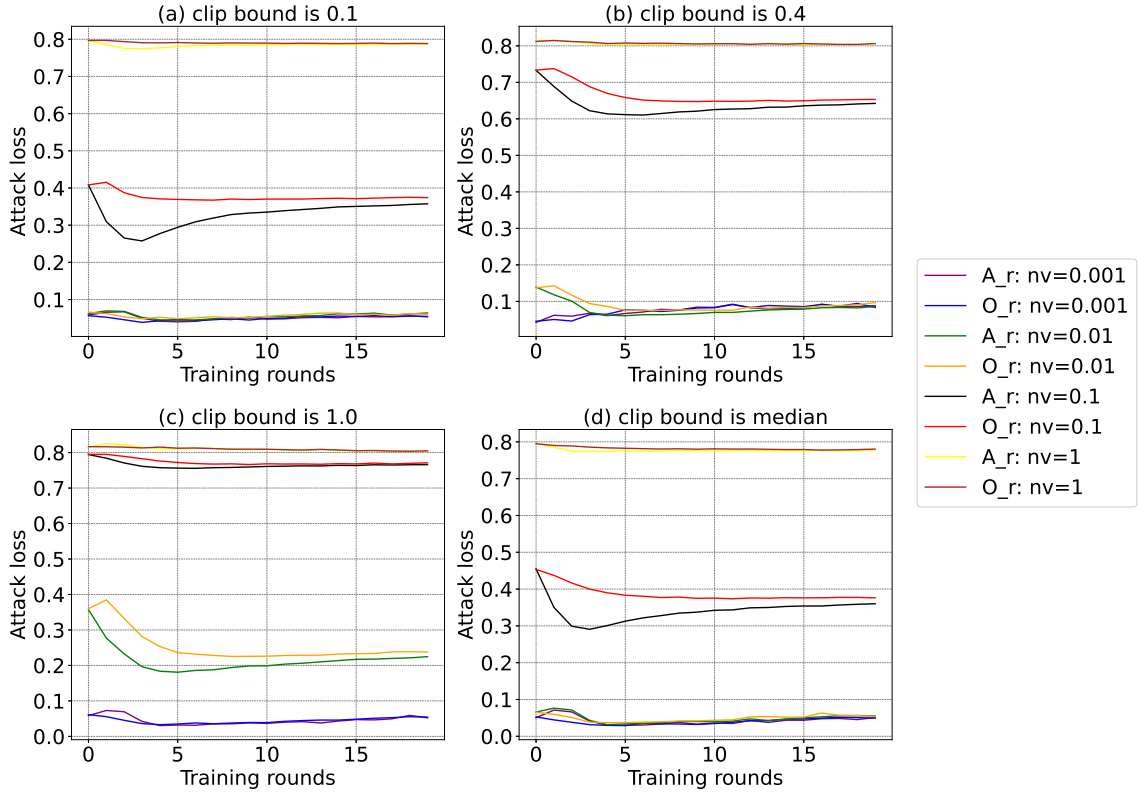 (a) clip bound is 0.1
Attack loss
0.8
0.7
0.6
0.5
0.4
0.3
0.2
0.1
0
5
10
15
Training rounds
(b) clip bound is 0.4
Attack loss
0.8
0.7
0.6
0.5
0.4
0.3
0.2
0.1
0
5
10
15
Training rounds
(c) clip bound is 1.0
Attack loss
0.8
0.7
0.6
0.5
0.4
0.3
0.2
0.1
0.0
0
5
10
15
Training rounds
(d) clip bound is median
Attack loss
0.8
0.7
0.6
0.5
0.4
0.3
0.2
0.1
0.0
0
5
10
15
Training rounds
A_r: nv=0.001
O_r: nv=0.001
A_r: nv=0.01
O_r: nv=0.01
A_r: nv=0.1
O_r: nv=0.1
A_r: nv=1
O_r: nv=1